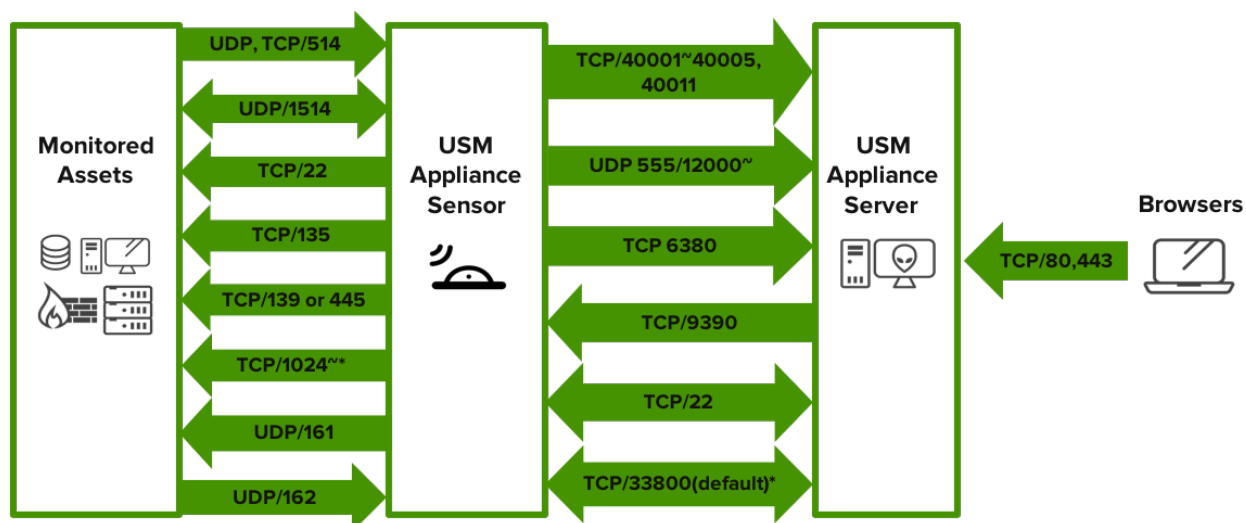 Monitored
Assets
UDP, TCP/514
UDP/1514
TCP/22
TCP/135
TCP/139 or 445
TCP/1024~*
UDP/161
UDP/162
USM
Appliance
Sensor
TCP/40001~40005,
40011
UDP 555/12000~
TCP 6380
TCP/9390
TCP/22
TCP/33800(default)*
USM
Appliance
Server
TCP/80,443
Browsers